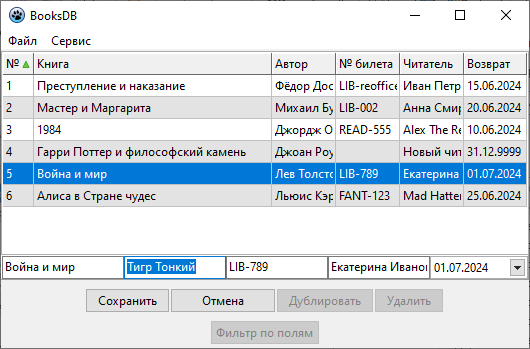 BooksDB
Файл Сервис
№ Книга Автор № билета Читатель Возврат
1 Преступление и наказание Фёдор Дос LIB-reoffice Иван Петр 15.06.2024
2 Мастер и Маргарита Михаил Бу LIB-002 Анна Смир 20.06.2024
3 1984 Джордж О READ-555 Alex The Re 10.06.2024
4 Гарри Поттер и философский камень Джоан Роу Новый чит 31.12.9999
5 Война и мир Лев Толсто LIB-789 Екатерина 01.07.2024
6 Алиса в Стране чудес Льюис Кэр FANT-123 Mad Hatter 25.06.2024
Война и мир Тигр Тонкий LIB-789 Екатерина Иванов 01.07.2024
Сохранить Отмена Дублировать Удалить
Фильтр по полям